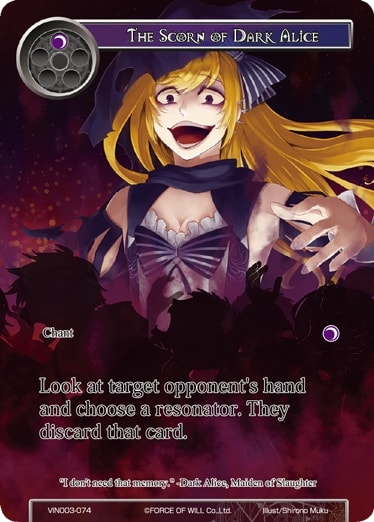 The Scorn of Dark Alice
Chant
Look at target opponent's hand
and choose a resonator. They
discard that card.
"I don't need that memory." -Dark Alice, Maiden of Slaughter
VIN003-074 ©FORCE OF WILL Co.,Ltd. Illust/Shirono Muku